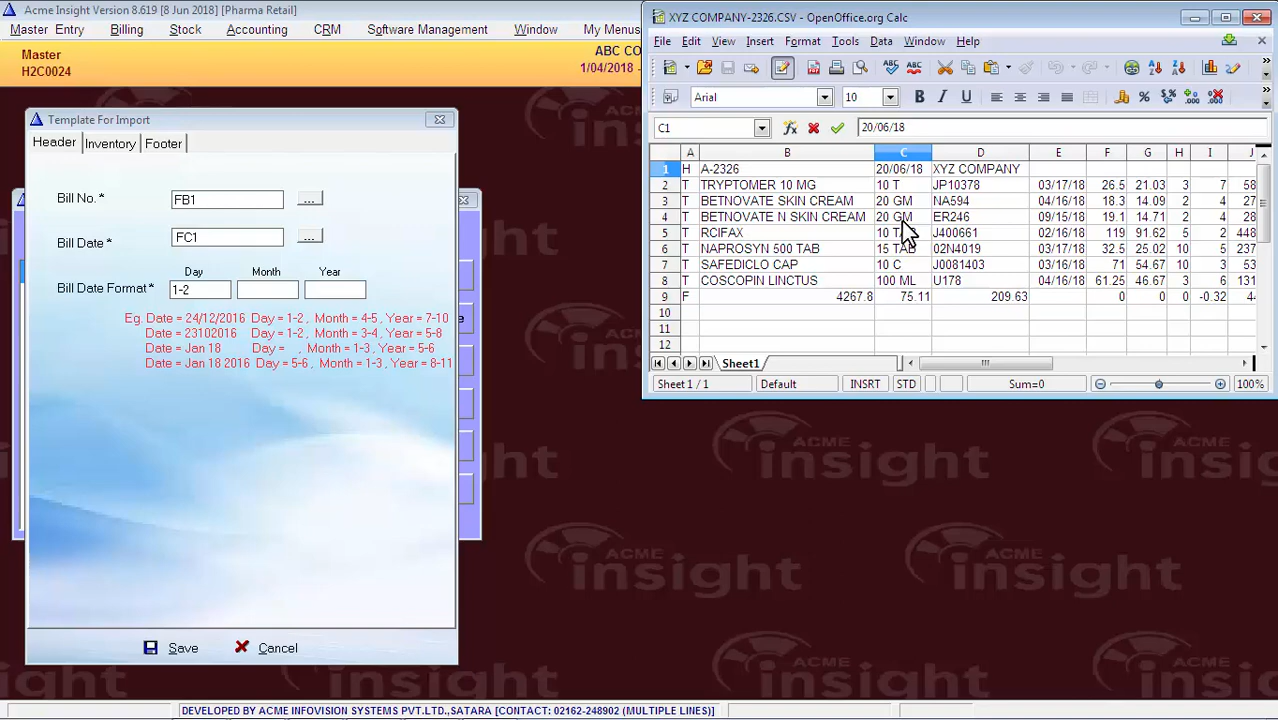 Acme Insight Version 8.619 [8 Jun 2018] [Pharma Retail]
Master Entry Billing Stock Accounting CRM Software Management Window My Menus
Master
H2C0024
ABC CO
1/04/2018 -
Template For Import
Header Inventory Footer
Bill No. * FB1 ...
Bill Date * FC1 ...
Day Month Year
Bill Date Format* 1-2
Eg. Date = 24/12/2016 Day = 1-2 , Month = 4-5 , Year = 7-10
Date = 23102016 Day = 1-2 , Month = 3-4, Year = 5-8
Date = Jan 18 Day = , Month = 1-3 , Year = 5-6
Date = Jan 18 2016 Day = 5-6 , Month = 1-3 , Year = 8-11
Save Cancel
XYZ COMPANY-2326.CSV - OpenOffice.org Calc
File Edit View Insert Format Tools Data Window Help
Arial 10
C1 20/06/18
A B C D E F G H I J
1 H A-2326 20/06/18 XYZ COMPANY
2 T TRYPTOMER 10 MG 10 T JP10378 03/17/18 26.5 21.05 3 7 58
3 T BETNOVATE SKIN CREAM 20 GM NA594 04/16/18 18.3 14.09 2 4 27
4 T BETNOVATE N SKIN CREAM 20 GM ER246 09/15/18 19.1 14.71 2 4 28
5 T RCIFAX 10 J400661 02/16/18 119 91.62 5 2 448
6 T NAPROSYN 500 TAB 15 TAB 02N4019 03/17/18 32.5 25.02 10 5 237
7 T SAFEDICLO CAP 10 C J0081403 03/16/18 71 54.67 10 3 53
8 T COSCOPIN LINCTUS 100 ML U178 04/16/18 61.25 46.67 3 6 131
9 F 4267.8 75.11 209.63 0 0 0 -0.32 4
10
11
12
Sheet1
Sheet 1 / 1 Default INSRT STD Sum=0 100%
ACME
insight
DEVELOPED BY ACME INFOVISION SYSTEMS PVT.LTD.,SATARA [CONTACT: 02162-248902 (MULTIPLE LINES)]